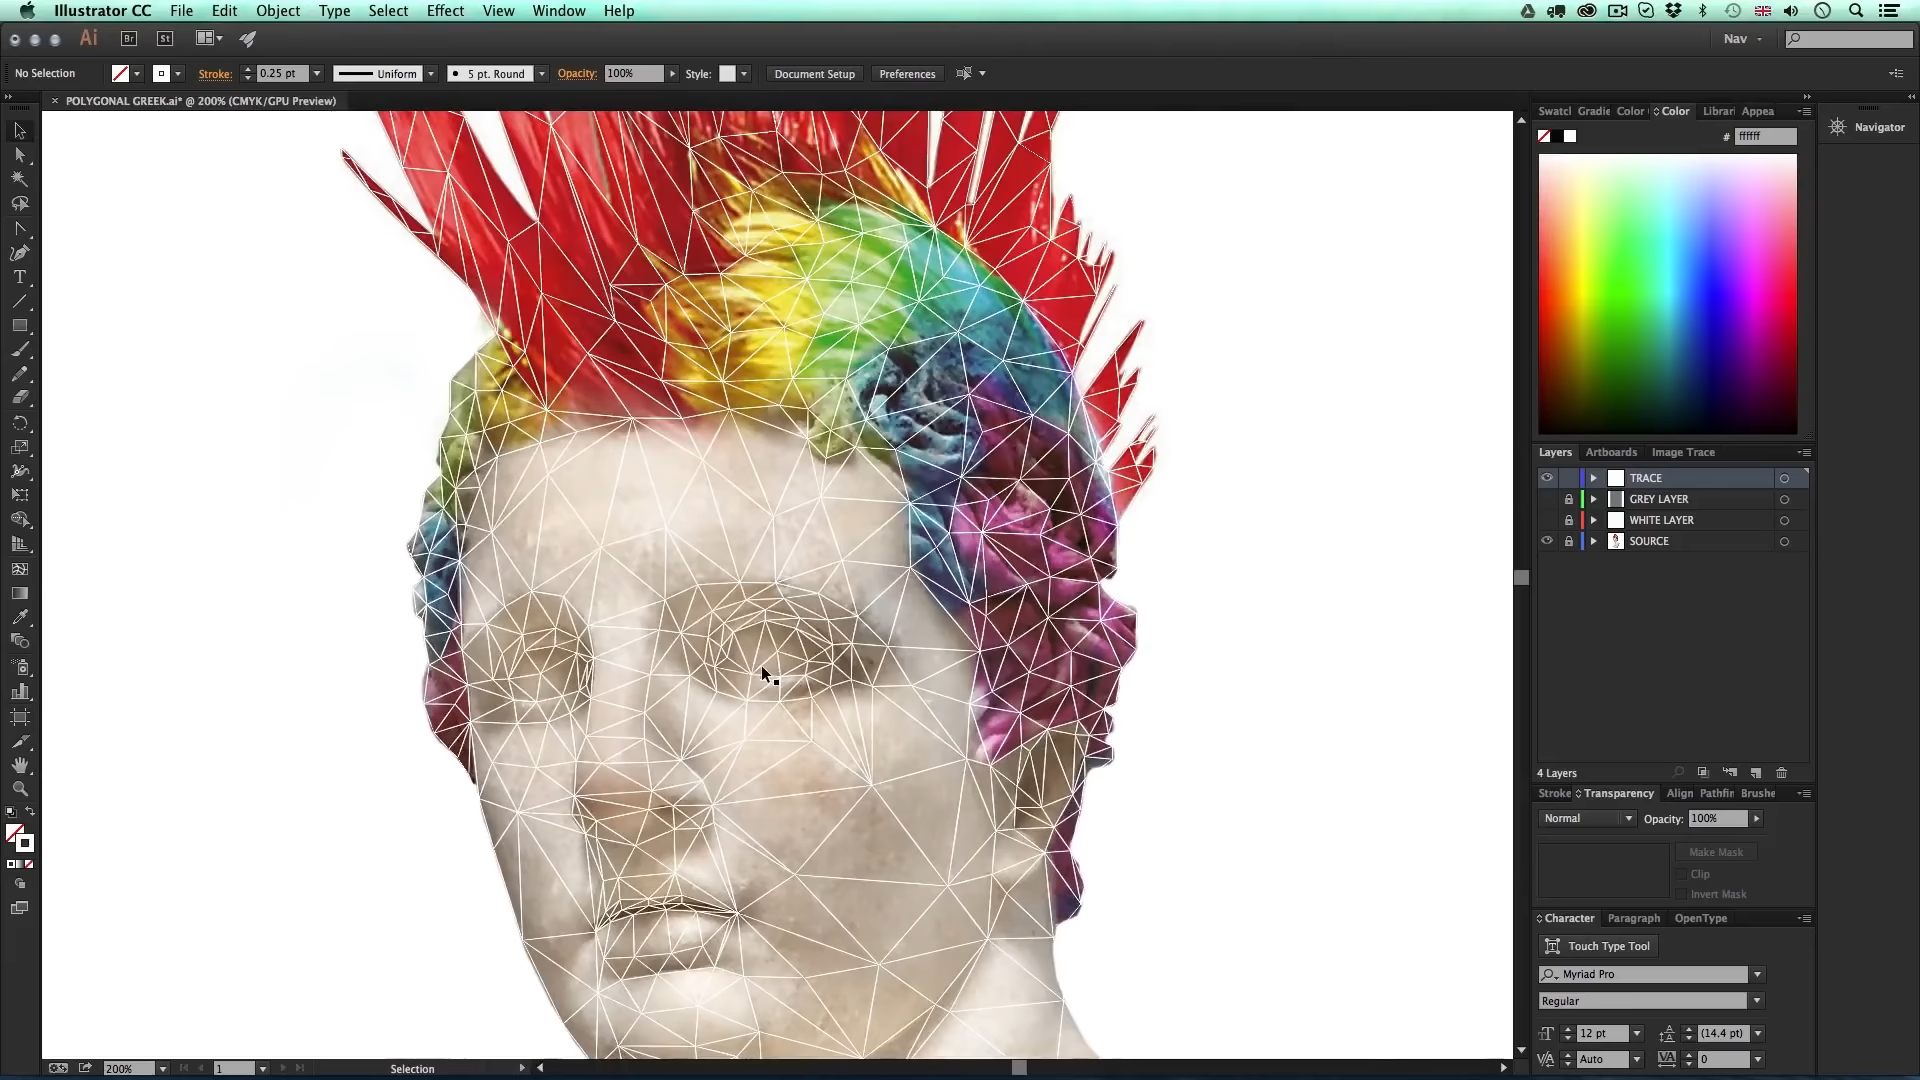 Illustrator CC File Edit Object Type Select Effect View Window Help
Ai Br St Nav
No Selection Stroke: 0.25 pt Uniform 5 pt. Round Opacity: 100% Style: Document Setup Preferences
× POLYGONAL GREEK.ai* @ 200% (CMYK/GPU Preview)
Swatcl Gradie Color Color Librari Appea
Navigator
# ffffff
Layers Artboards Image Trace
TRACE
GREY LAYER
WHITE LAYER
SOURCE
4 Layers
Stroke Transparency Align Pathfin Brushe
Normal Opacity: 100%
Make Mask
Clip
Invert Mask
Character Paragraph OpenType
Touch Type Tool
Myriad Pro
Regular
12 pt (14.4 pt)
Auto 0
200% 1 Selection